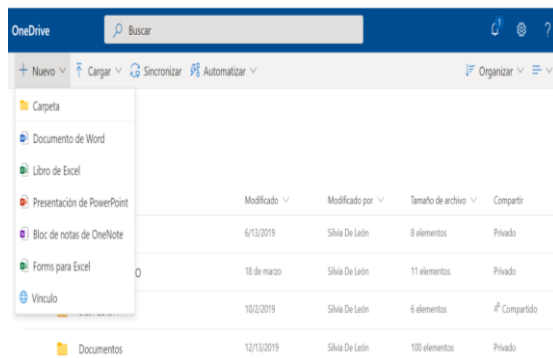 OneDrive Buscar 1 ?
+ Nuevo Cargar Sincronizar Automatizar Organizar
Carpeta
Documento de Word
Libro de Excel
Presentación de PowerPoint Modificado Modificado por Tamaño de archivo Compartir
Bloc de notas de OneNote 6/13/2019 Silvia De León 8 elementos Privado
Forms para Excel O 18 de marzo Silvia De León 11 elementos Privado
Vínculo 10/2/2019 Silvia De León 6 elementos Compartido
Documentos 12/13/2019 Silvia De León 100 elementos Privado